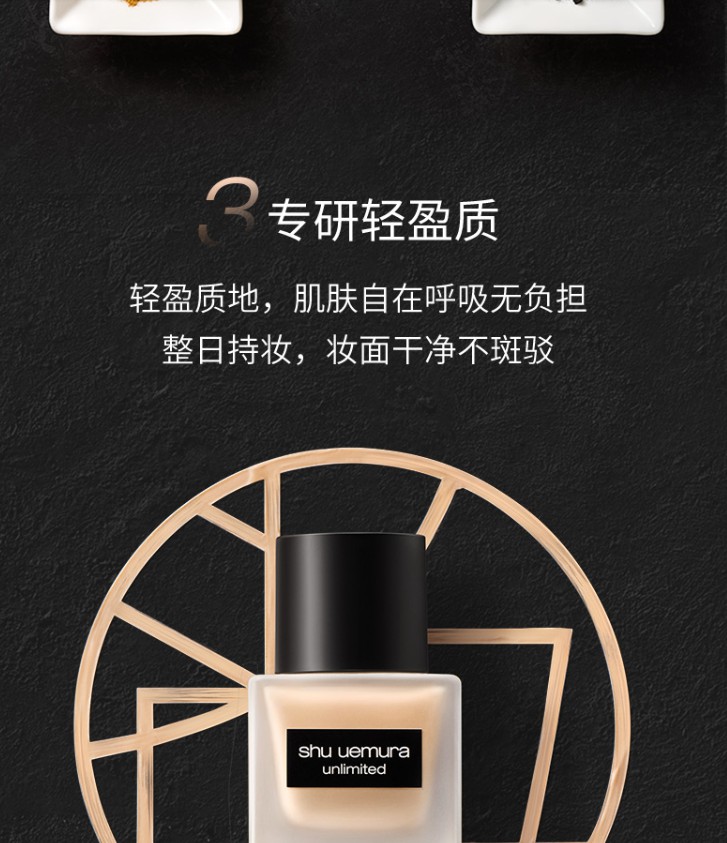 3 专研轻盈质
轻盈质地，肌肤自在呼吸无负担
整日持妆，妆面干净不斑驳
shu uemura
unlimited